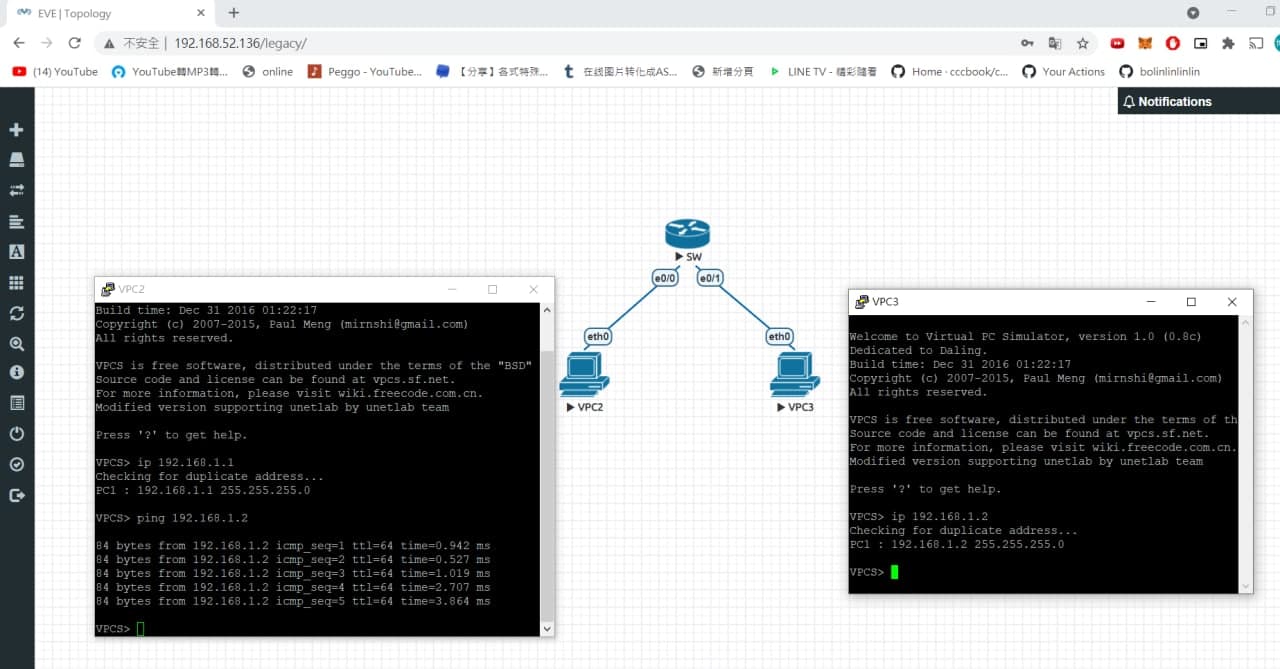 EVE | Topology
不安全 | 192.168.52.136/legacy/
(14) YouTube
YouTube轉MP3轉...
online
Peggo - YouTube...
【分享】各式特殊...
在线图片转化成AS...
新增分頁
LINE TV - 精彩隨看
Home · cccbook/c...
Your Actions
bolinlinlinlin
Notifications
SW
e0/0
e0/1
eth0
eth0
VPC2
VPC3
VPC2
Build time: Dec 31 2016 01:22:17
Copyright (c) 2007-2015, Paul Meng (mirnshi@gmail.com)
All rights reserved.
VPCS is free software, distributed under the terms of the "BSD"
Source code and license can be found at vpcs.sf.net.
For more information, please visit wiki.freecode.com.cn.
Modified version supporting unetlab by unetlab team
Press '?' to get help.
VPCS> ip 192.168.1.1
Checking for duplicate address...
PC1 : 192.168.1.1 255.255.255.0
VPCS> ping 192.168.1.2
84 bytes from 192.168.1.2 icmp_seq=1 ttl=64 time=0.942 ms
84 bytes from 192.168.1.2 icmp_seq=2 ttl=64 time=0.527 ms
84 bytes from 192.168.1.2 icmp_seq=3 ttl=64 time=1.019 ms
84 bytes from 192.168.1.2 icmp_seq=4 ttl=64 time=2.707 ms
84 bytes from 192.168.1.2 icmp_seq=5 ttl=64 time=3.864 ms
VPCS>
VPC3
Welcome to Virtual PC Simulator, version 1.0 (0.8c)
Dedicated to Daling.
Build time: Dec 31 2016 01:22:17
Copyright (c) 2007-2015, Paul Meng (mirnshi@gmail.com)
All rights reserved.
VPCS is free software, distributed under the terms of th
Source code and license can be found at vpcs.sf.net.
For more information, please visit wiki.freecode.com.cn.
Modified version supporting unetlab by unetlab team
Press '?' to get help.
VPCS> ip 192.168.1.2
Checking for duplicate address...
PC1 : 192.168.1.2 255.255.255.0
VPCS>